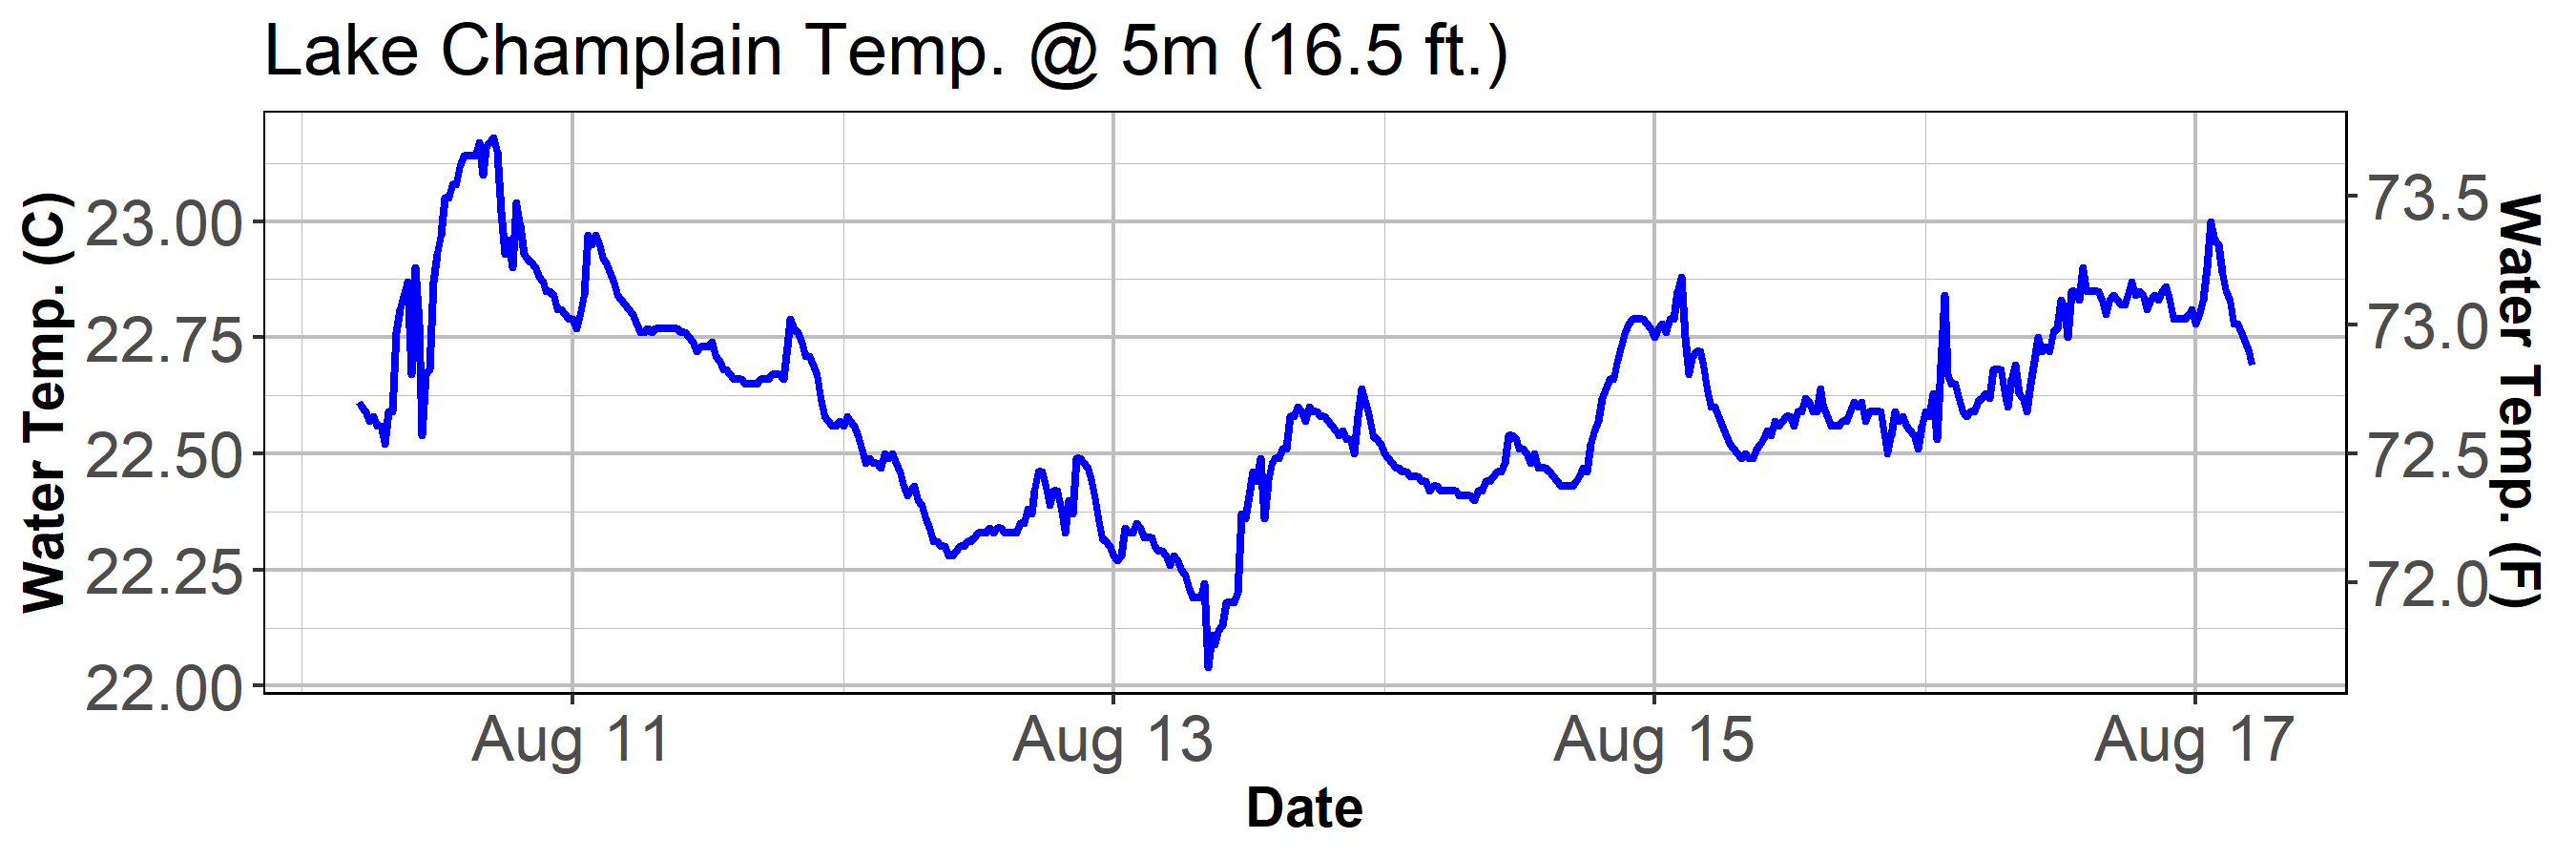 Lake Champlain Temp. @ 5m (16.5 ft.)
Water Temp. (C)
23.00
22.75
22.50
22.25
22.00
73.5
73.0
72.5
72.0
Water Temp. (F)
Aug 11
Aug 13
Aug 15
Aug 17
Date